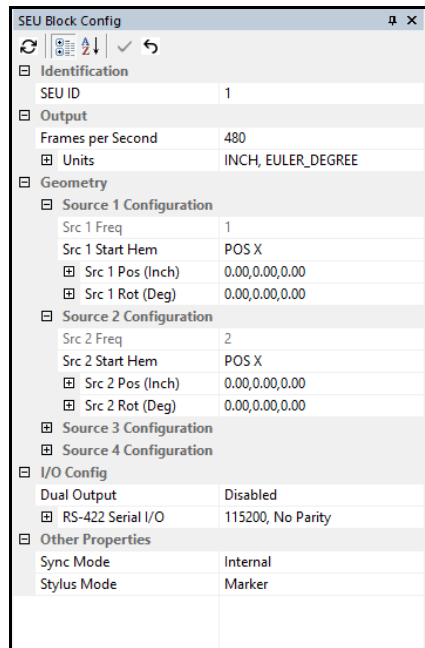 SEU Block Config
Identification
SEU ID 1
Output
Frames per Second 480
Units INCH, EULER_DEGREE
Geometry
Source 1 Configuration
Src 1 Freq 1
Src 1 Start Hem POS X
Src 1 Pos (Inch) 0.00,0.00,0.00
Src 1 Rot (Deg) 0.00,0.00,0.00
Source 2 Configuration
Src 2 Freq 2
Src 2 Start Hem POS X
Src 2 Pos (Inch) 0.00,0.00,0.00
Src 2 Rot (Deg) 0.00,0.00,0.00
Source 3 Configuration
Source 4 Configuration
I/O Config
Dual Output Disabled
RS-422 Serial I/O 115200, No Parity
Other Properties
Sync Mode Internal
Stylus Mode Marker